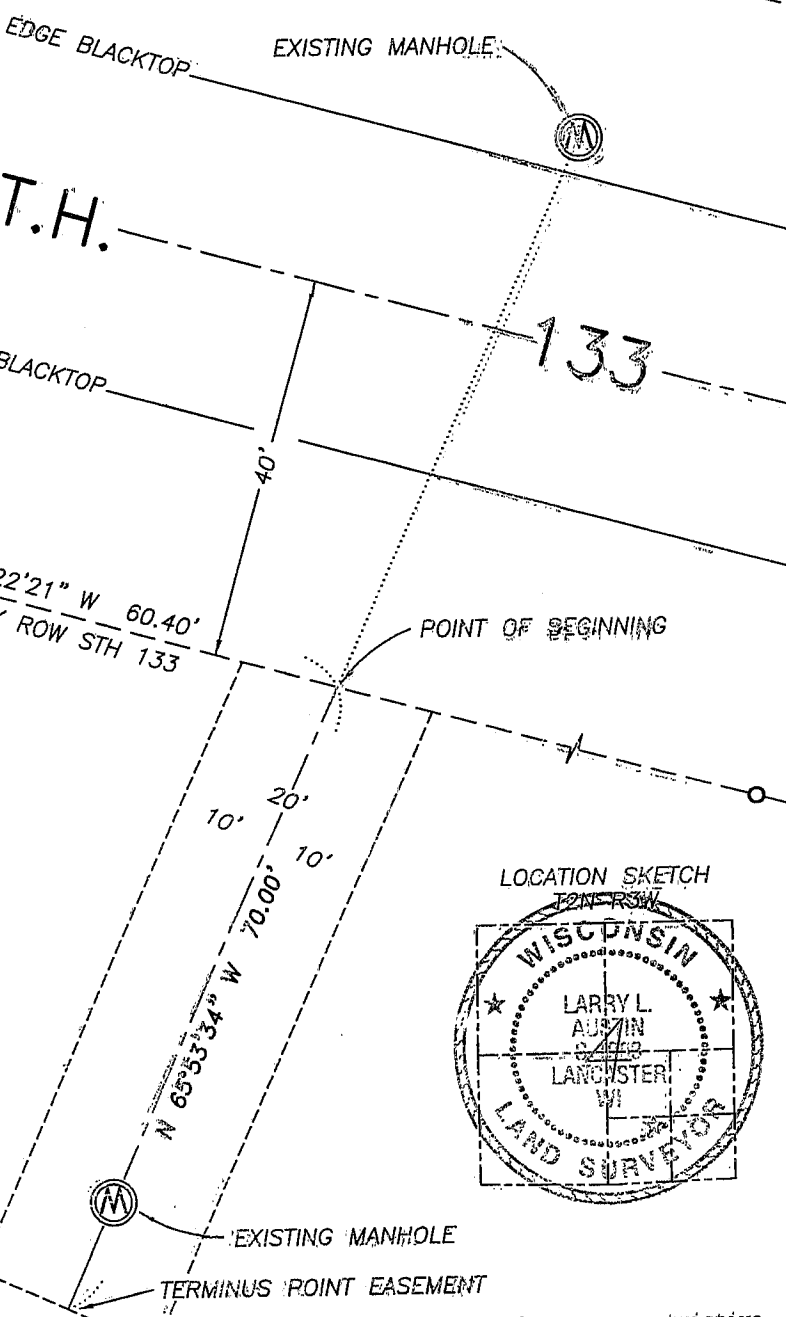 EDGE BLACKTOP
EXISTING MANHOLE
M
T.H.
133
BLACKTOP
40'
22'21" W 60.40'
ROW STH 133
POINT OF BEGINNING
20'
10'
10'
N 65°53'34" W 70.00'
LOCATION SKETCH
T2N-R3W
WISCONSIN
LARRY L.
AUSTIN
LANCASTER
WI
LAND SURVEYOR
M
EXISTING MANHOLE
TERMINUS POINT EASEMENT